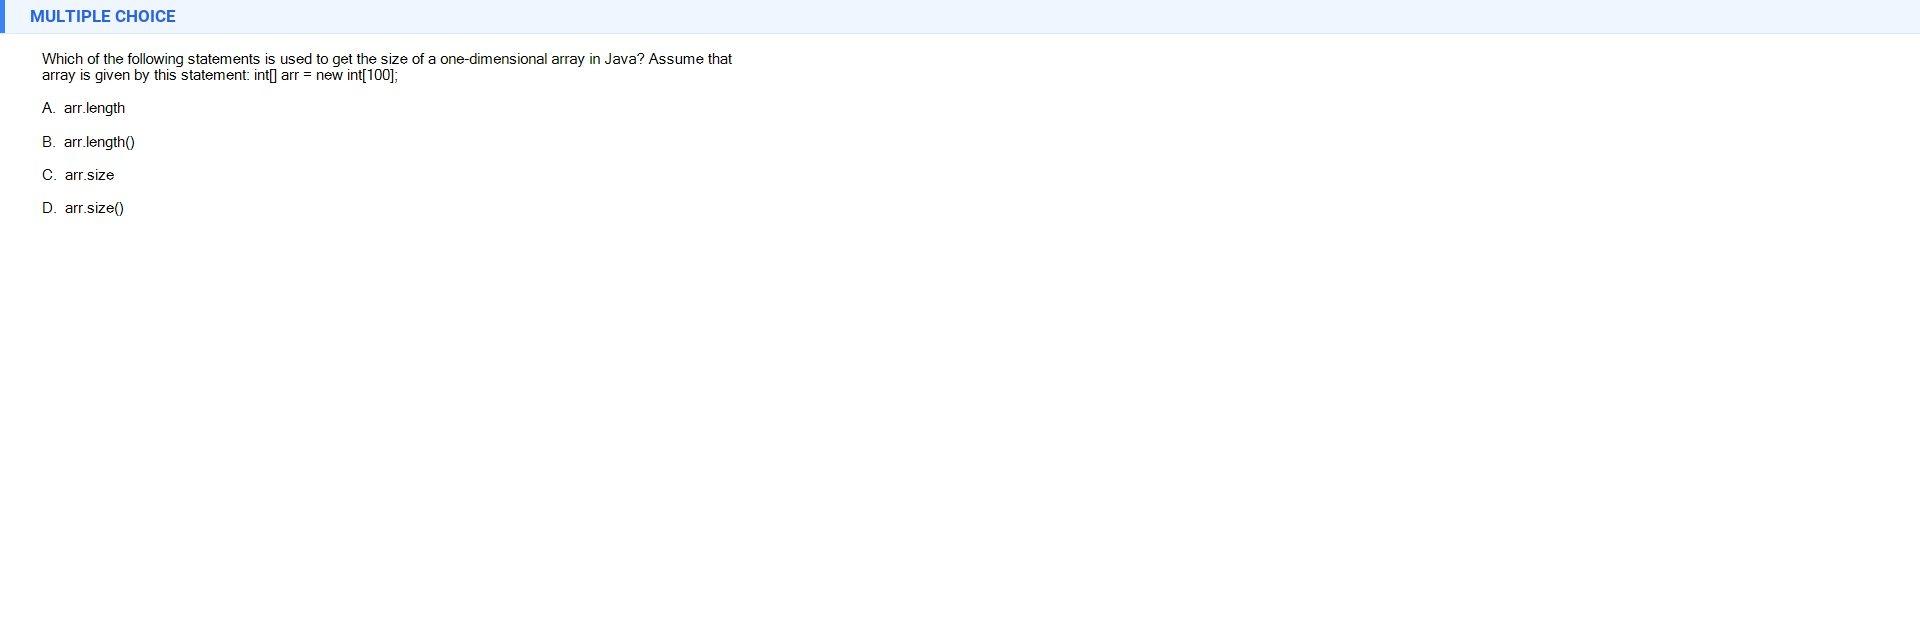 MULTIPLE CHOICE
Which of the following statements is used to get the size of a one-dimensional array in Java? Assume that
array is given by this statement: int[] arr = new int[100];
A. arr.length
B. arr.length()
C. arr.size
D. arr.size()